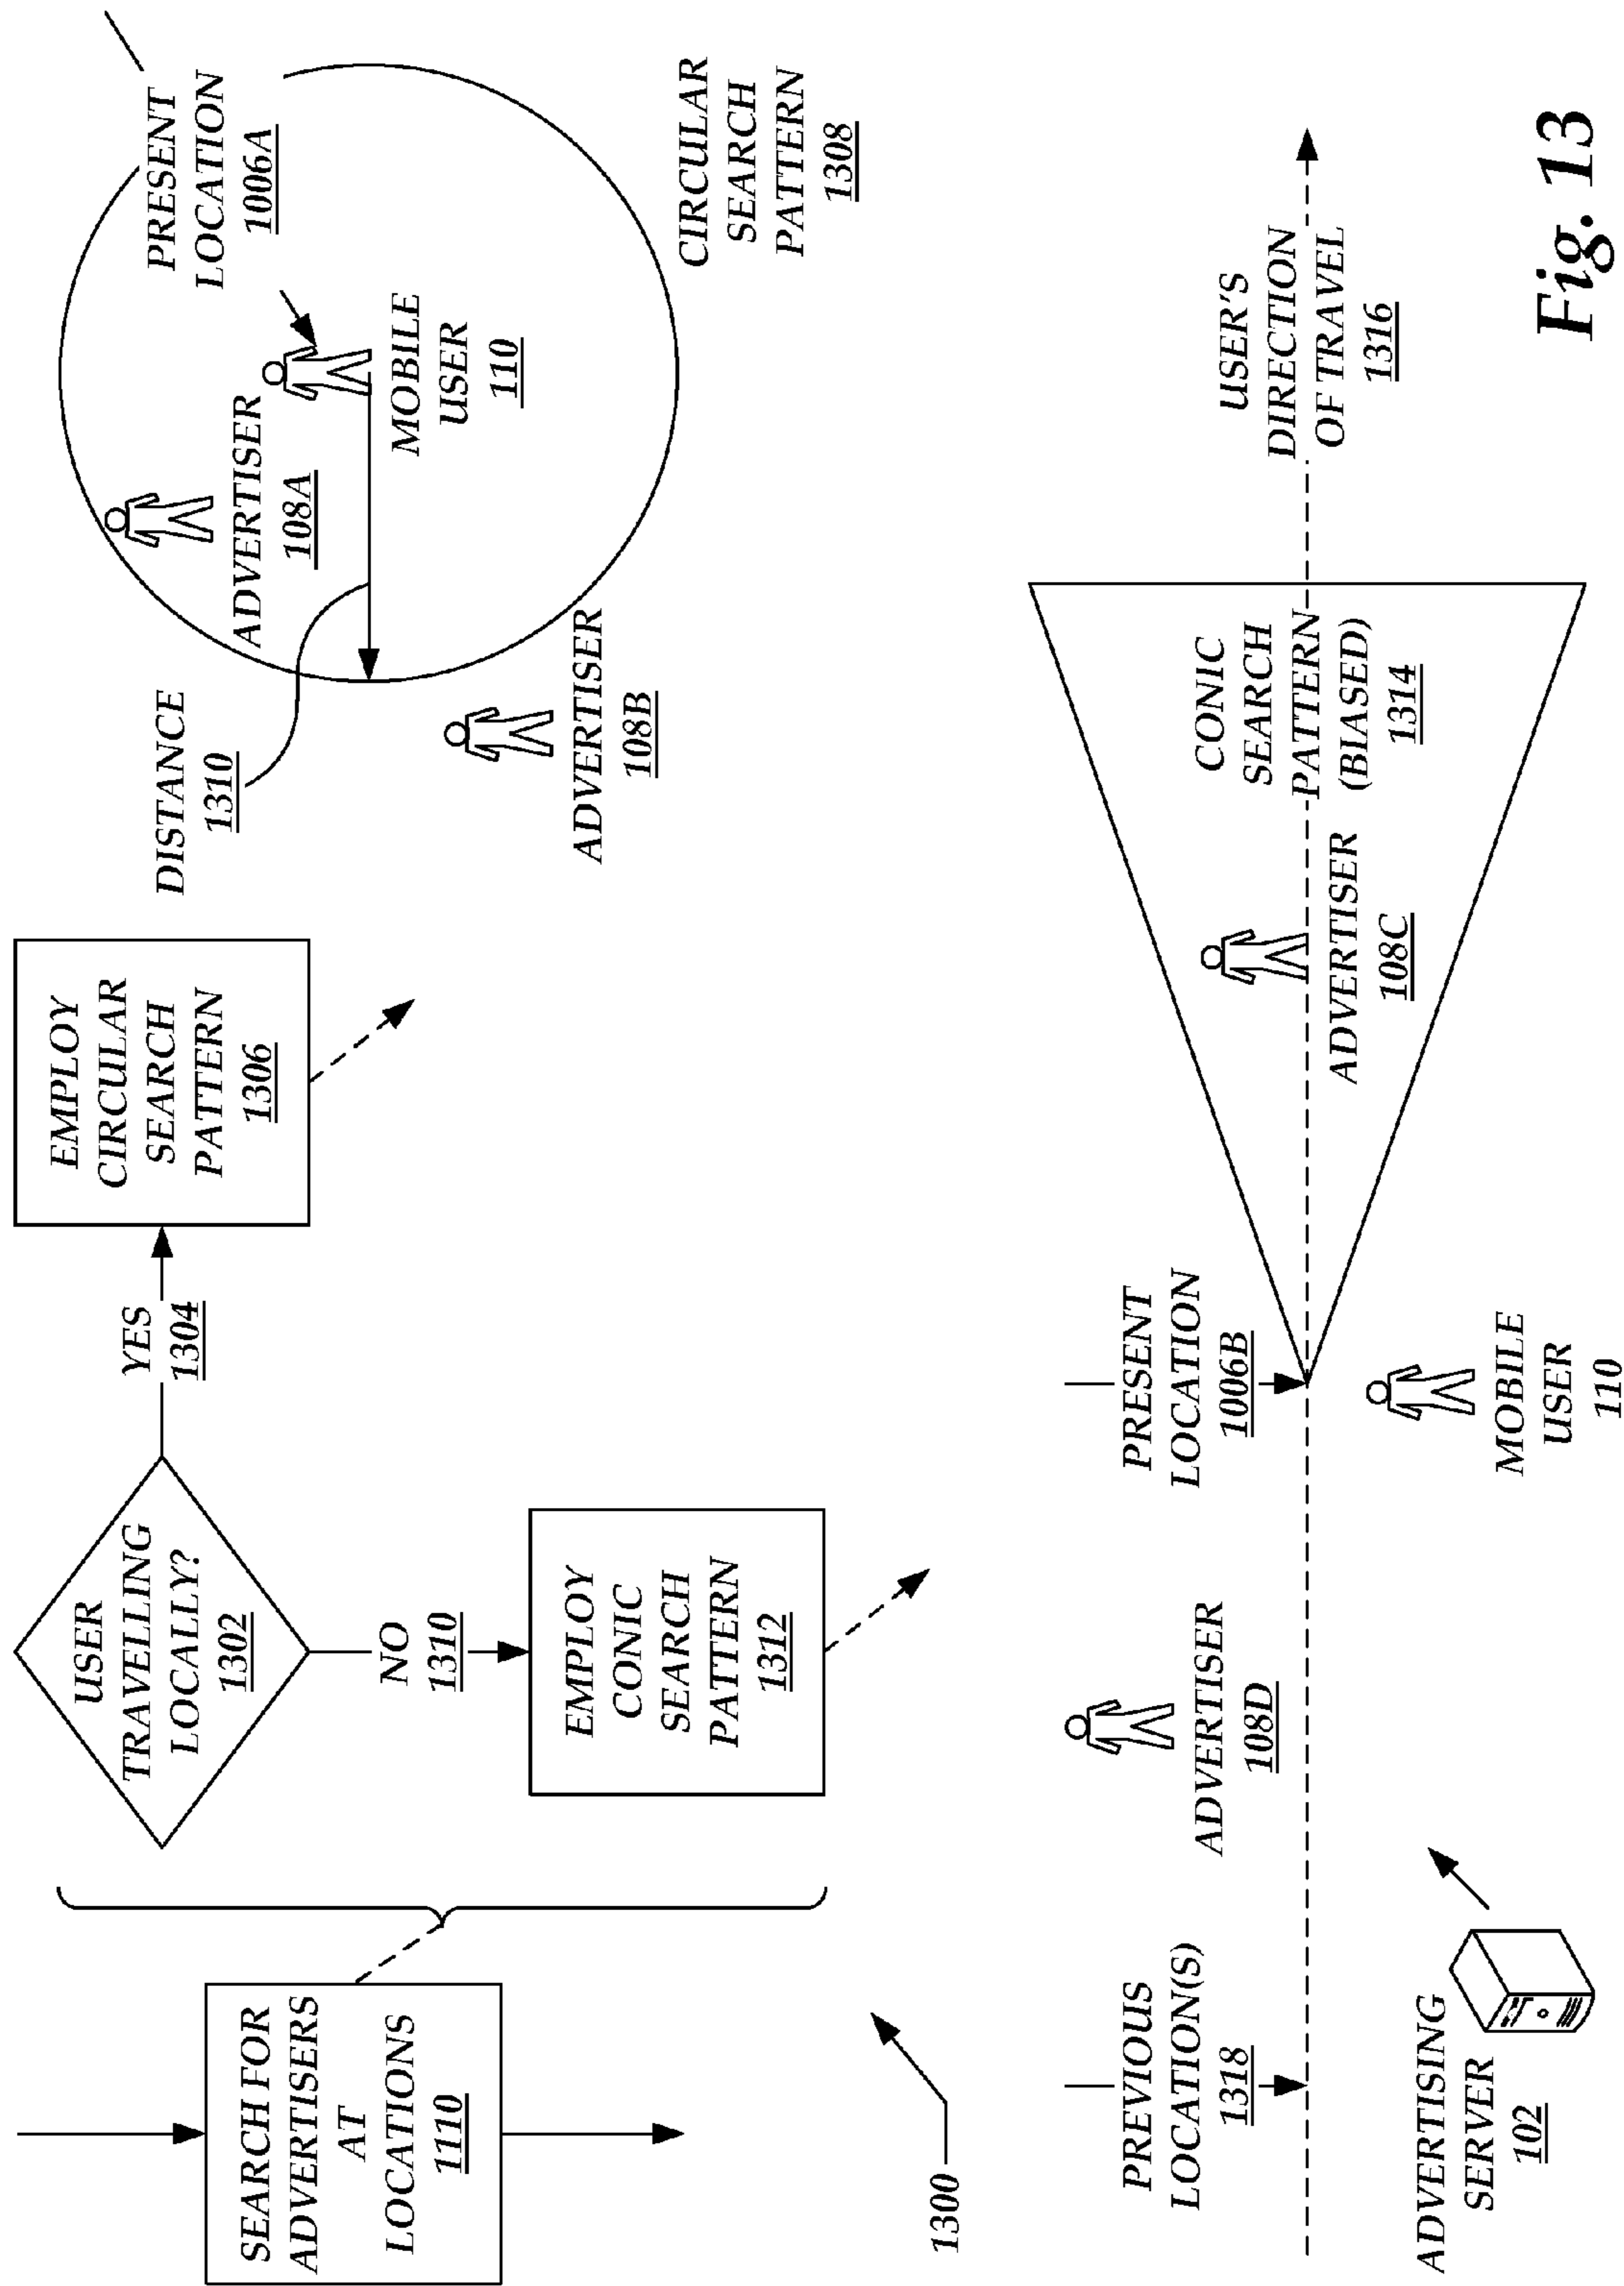 SEARCH FOR
ADVERTISERS
AT
LOCATIONS
1110
USER
TRAVELLING
LOCALLY?
1302
YES
1304
EMPLOY
CIRCULAR
SEARCH
PATTERN
1306
NO
1310
EMPLOY
CONIC
SEARCH
PATTERN
1312
DISTANCE
1310
PRESENT
LOCATION
1006A
ADVERTISER
108A
MOBILE
USER
110
ADVERTISER
108B
CIRCULAR
SEARCH
PATTERN
1308
1300
PREVIOUS
LOCATION(S)
1318
ADVERTISER
108D
PRESENT
LOCATION
1006B
MOBILE
USER
110
ADVERTISER
108C
CONIC
SEARCH
PATTERN
(BIASED)
1314
USER'S
DIRECTION
OF TRAVEL
1316
ADVERTISING
SERVER
102
Fig. 13